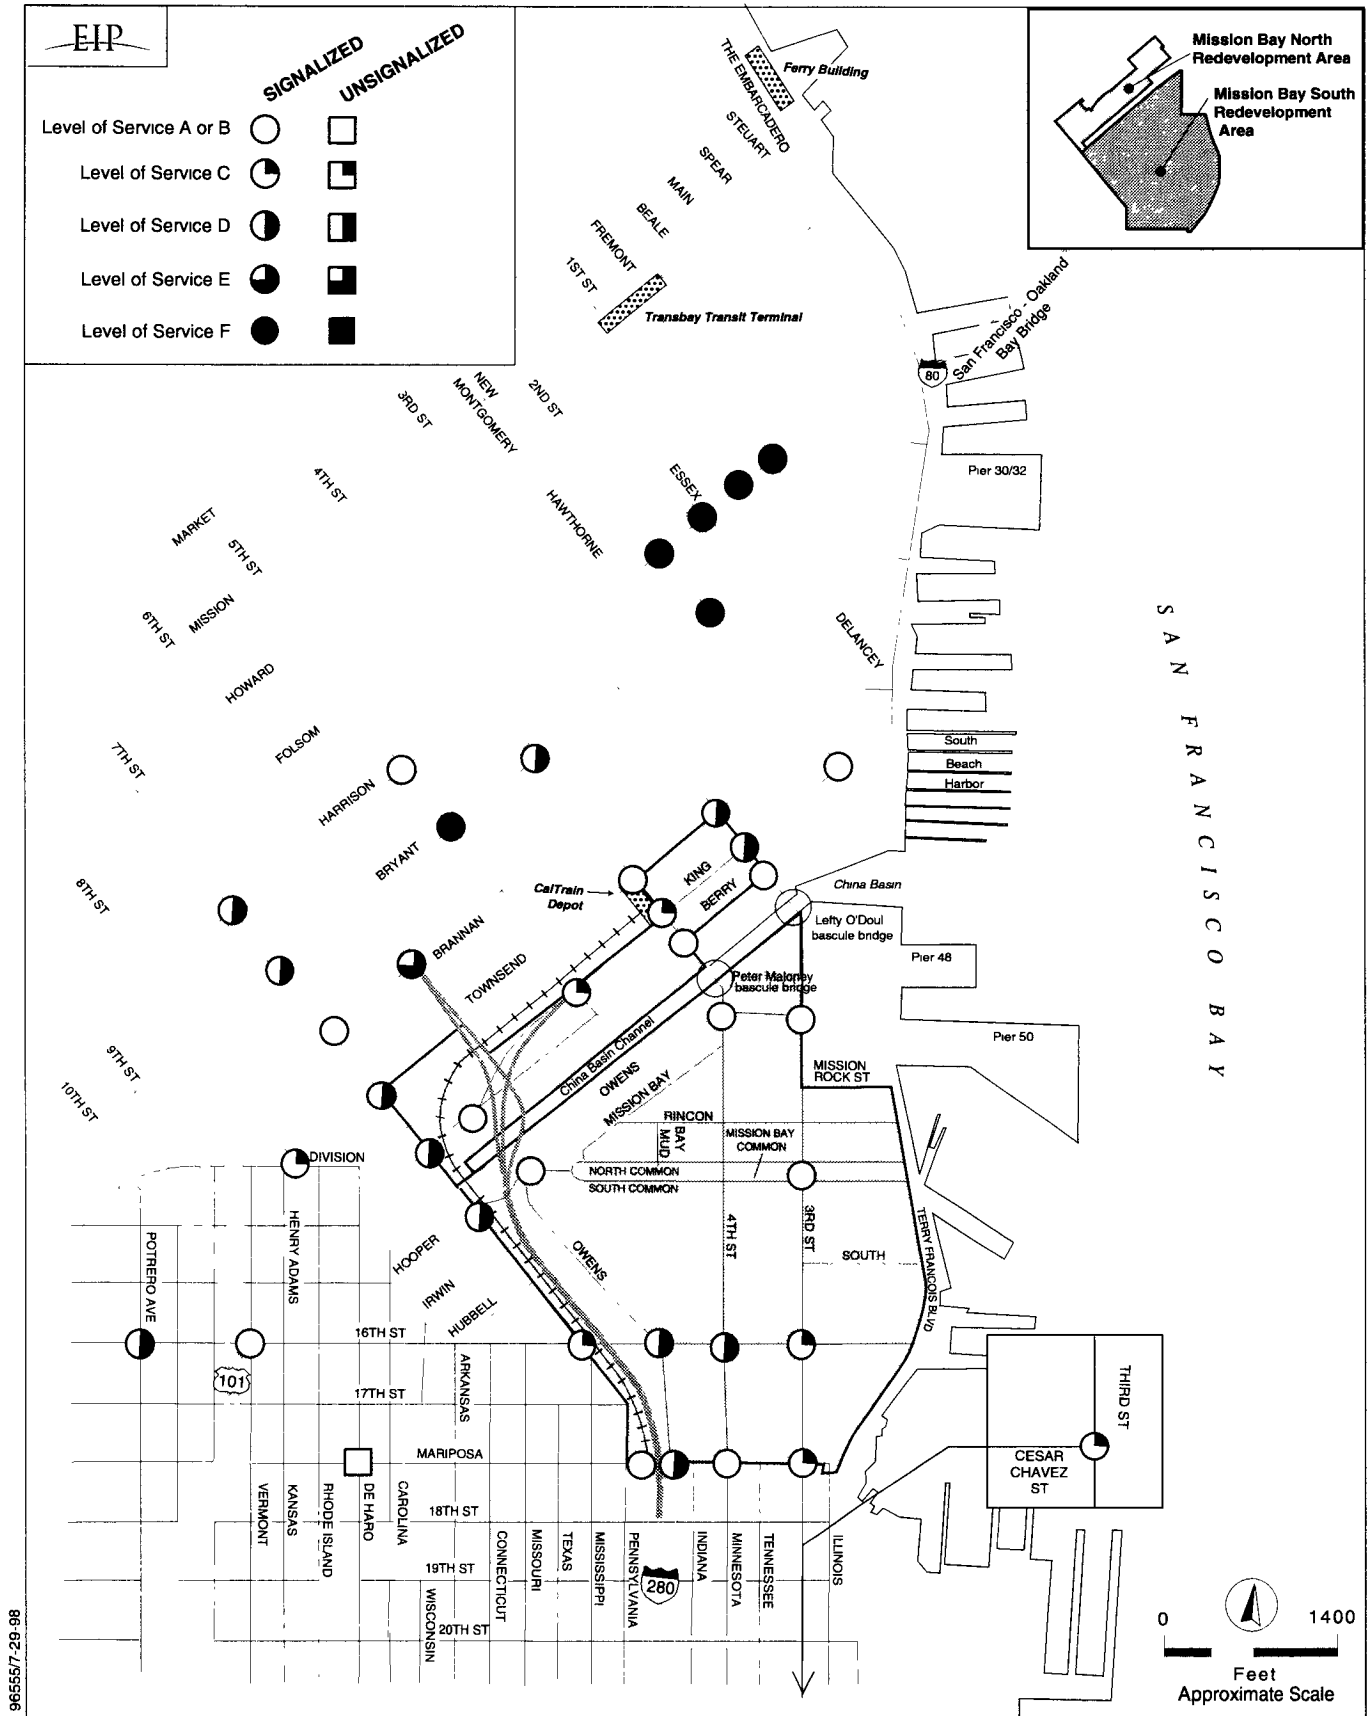 EIP
SIGNALIZED
UNSIGNALIZED
Level of Service A or B
Level of Service C
Level of Service D
Level of Service E
Level of Service F
Mission Bay North
Redevelopment Area
Mission Bay South
Redevelopment
Area
Ferry Building
THE EMBARCADERO
STEUART
SPEAR
MAIN
BEALE
FREMONT
1ST ST
Transbay Transit Terminal
San Francisco - Oakland
Bay Bridge
80
2ND ST
NEW
MONTGOMERY
3RD ST
4TH ST
MARKET
5TH ST
HAWTHORNE
ESSEX
Pier 30/32
6TH ST
MISSION
HOWARD
DELANCEY
SAN FRANCISCO BAY
7TH ST
FOLSOM
HARRISON
South
Beach
Harbor
BRYANT
8TH ST
KING
BERRY
CalTrain
Depot
China Basin
Lefty O'Doul
bascule bridge
BRANNAN
TOWNSEND
Pier 48
Peter Maloney
bascule bridge
China Basin Channel
Pier 50
9TH ST
10TH ST
OWENS
MISSION
ROCK ST
MISSION BAY
RINCON
BAY
MUD
MISSION BAY
COMMON
DIVISION
NORTH COMMON
SOUTH COMMON
POTRERO AVE
HENRY ADAMS
HOOPER
IRWIN
HUBBELL
OWENS
4TH ST
3RD ST
SOUTH
TERRY FRANCOIS BLVD
16TH ST
101
17TH ST
ARKANSAS
THIRD ST
CESAR
CHAVEZ
ST
MARIPOSA
VERMONT
KANSAS
RHODE ISLAND
DE HARO
CAROLINA
18TH ST
19TH ST
WISCONSIN
20TH ST
CONNECTICUT
MISSOURI
TEXAS
MISSISSIPPI
PENNSYLVANIA
280
INDIANA
MINNESOTA
TENNESSEE
ILLINOIS
0 1400
Feet
Approximate Scale
96555/7-29-98